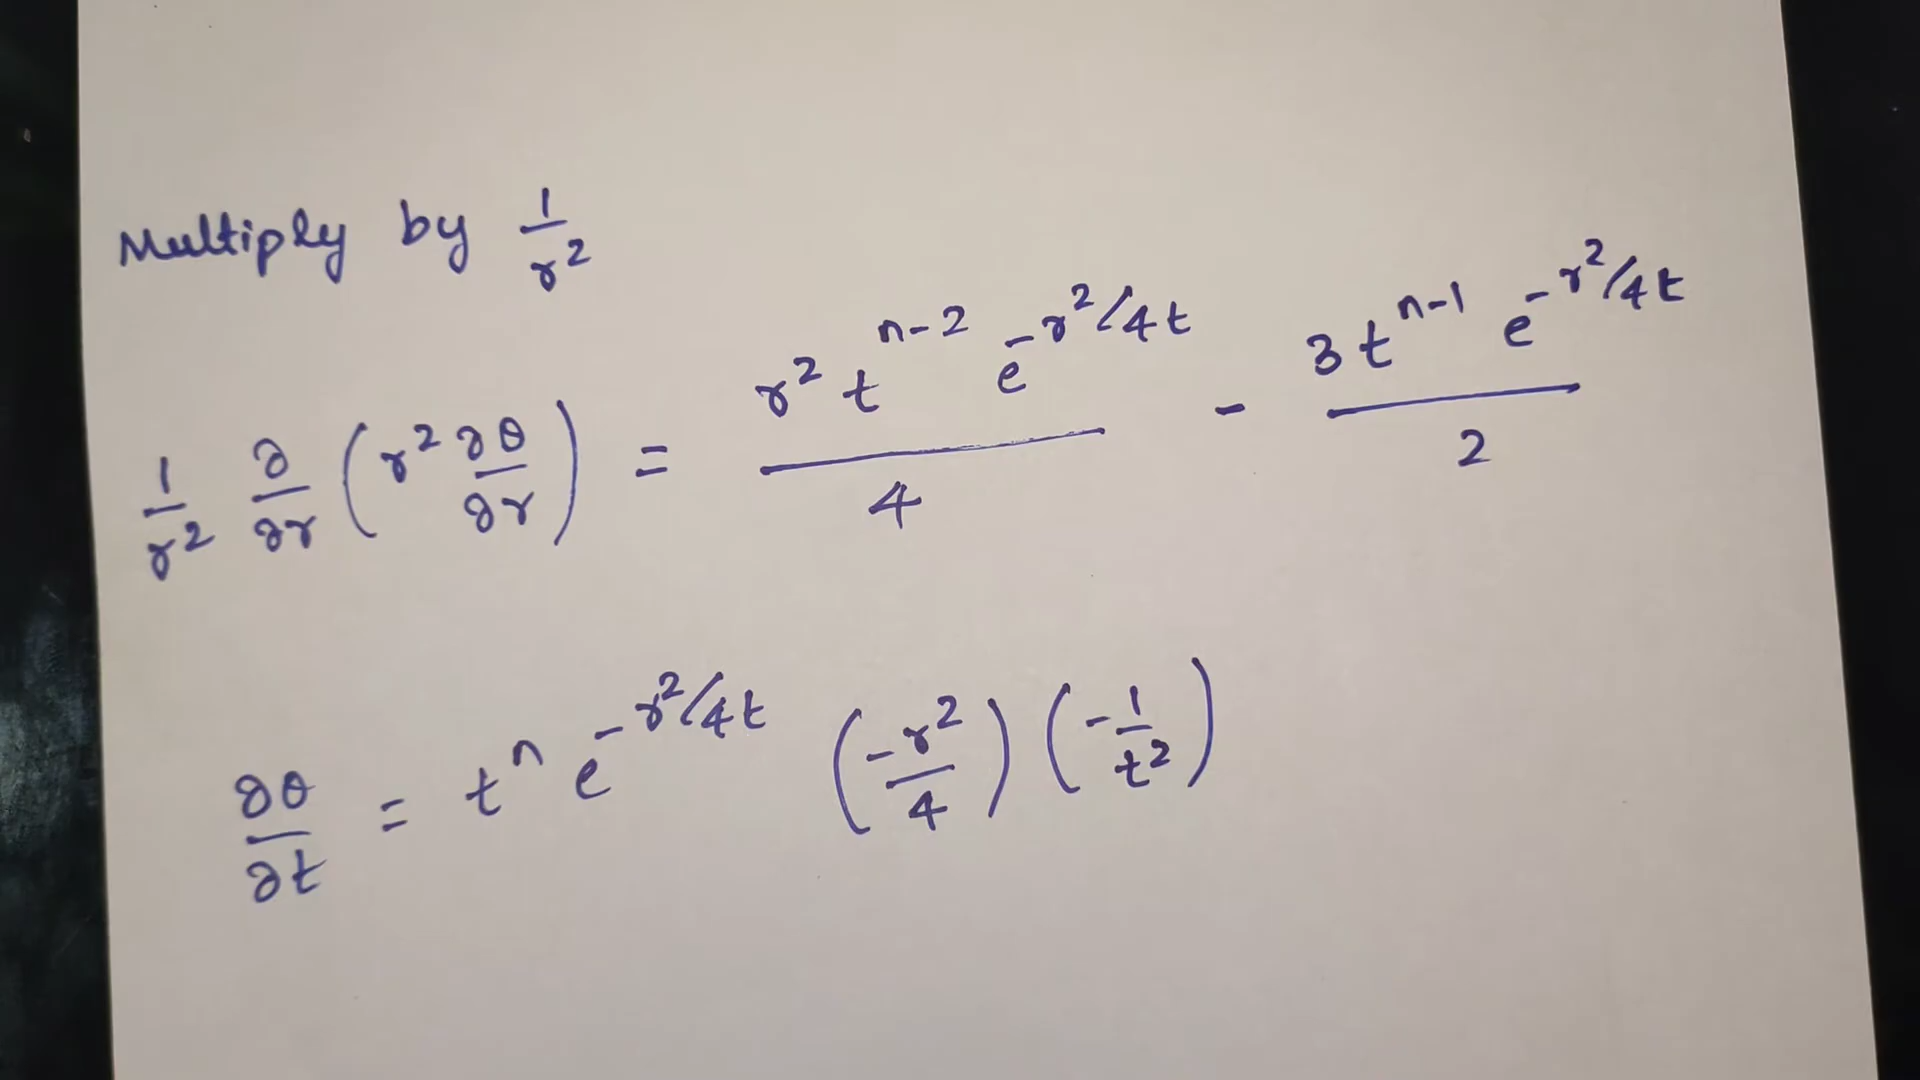 Multiply by 1/r²
1/r² ∂/∂r (r² ∂θ/∂r) = r² t^(n-2) e^(-r²/4t) / 4 - 3 t^(n-1) e^(-r²/4t) / 2
∂θ/∂t = t^n e^(-r²/4t) (-r²/4) (-1/t²)